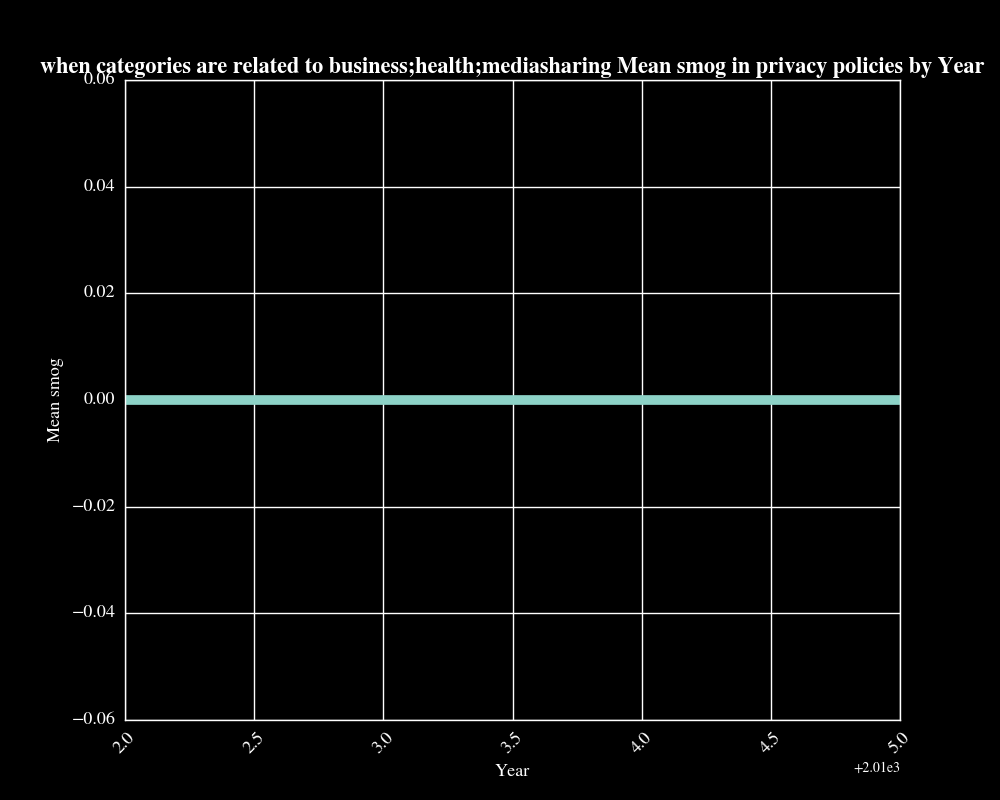 when categories are related to business;health;mediasharing Mean smog in privacy policies by Year
0.06
0.04
0.02
0.00
−0.02
−0.04
−0.06
Mean smog
2.0 2.5 3.0 3.5 4.0 4.5 5.0
+2.01e3
Year